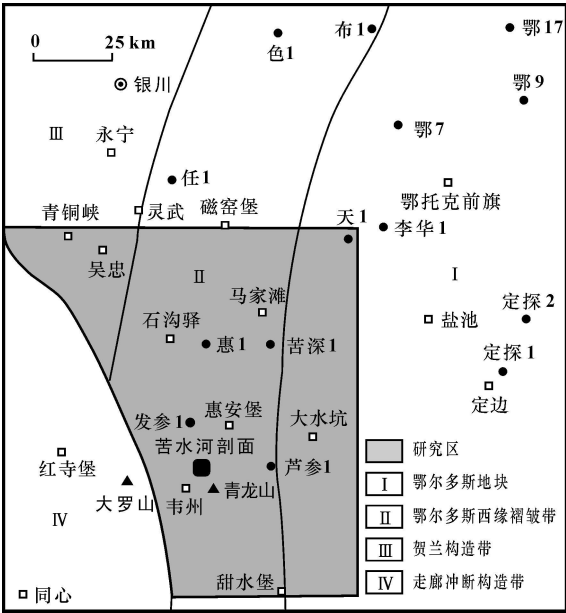 布1
鄂17
0 25 km
色1
银川
鄂9
Ⅲ
永宁
鄂7
任1
鄂托克前旗
青铜峡
灵武
磁窑堡
天1
李华1
吴忠
Ⅱ
Ⅰ
马家滩
定探2
石沟驿
盐池
惠1
苦深1
定探1
定边
发参1
惠安堡
大水坑
苦水河剖面
研究区
红寺堡
芦参1
大罗山
韦州
青龙山
Ⅰ 鄂尔多斯地块
Ⅳ
Ⅱ 鄂尔多斯西缘褶皱带
Ⅲ 贺兰构造带
同心
甜水堡
Ⅳ 走廊冲断构造带